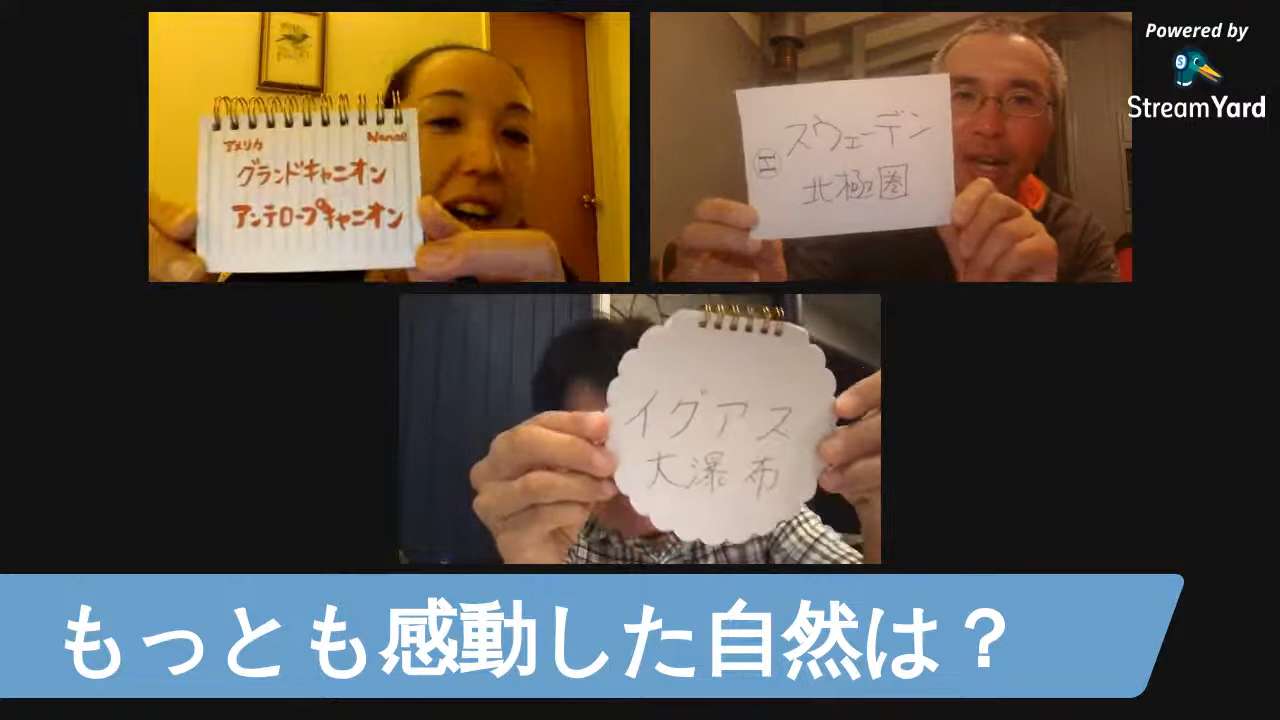 Powered by
StreamYard
アメリカ
Nanae
グランドキャニオン
アンテロープキャニオン
スウェーデン
北極圏
イグアス
大瀑布
もっとも感動した自然は？